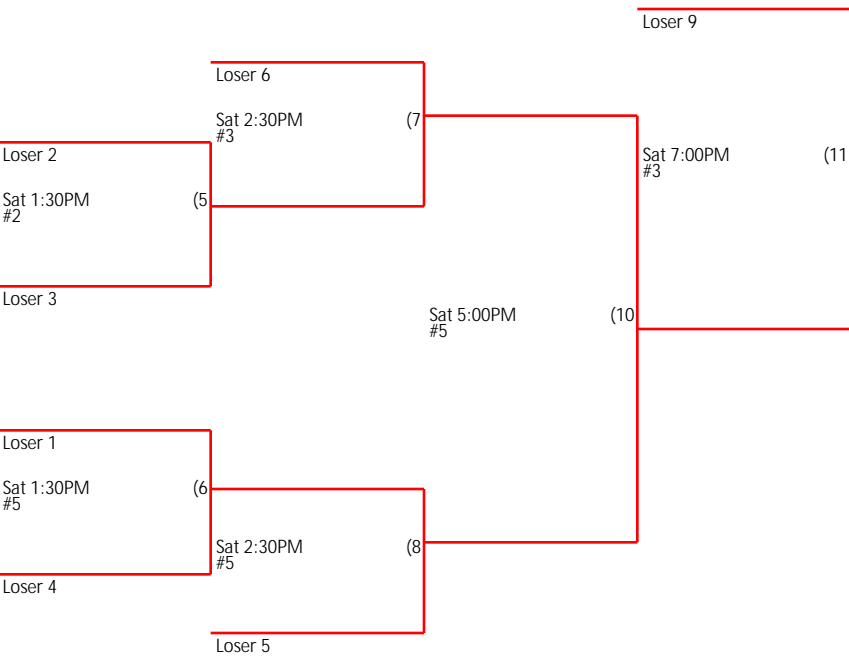 Loser 9
Loser 6
Sat 2:30PM (7
#3
Loser 2
Sat 7:00PM (11
#3
Sat 1:30PM (5
#2
Loser 3
Sat 5:00PM (10
#5
Loser 1
Sat 1:30PM (6
#5
Sat 2:30PM (8
#5
Loser 4
Loser 5